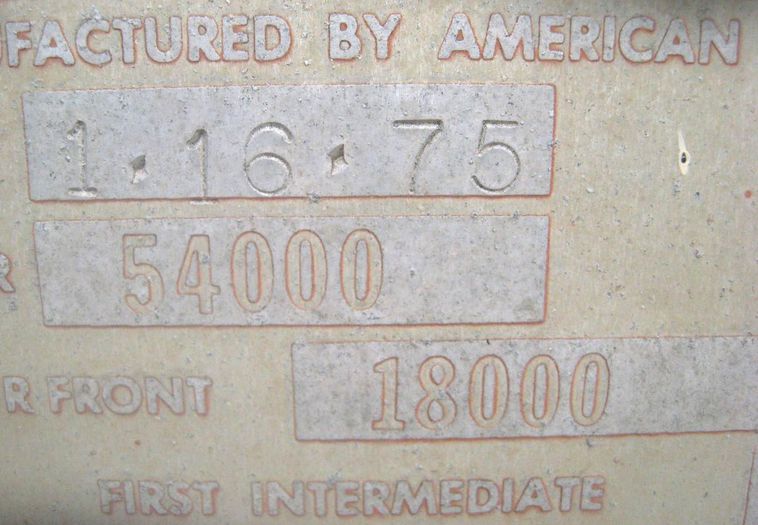 FACTURED BY AMERICAN
1·16·75
R 54000
R FRONT 18000
FIRST INTERMEDIATE